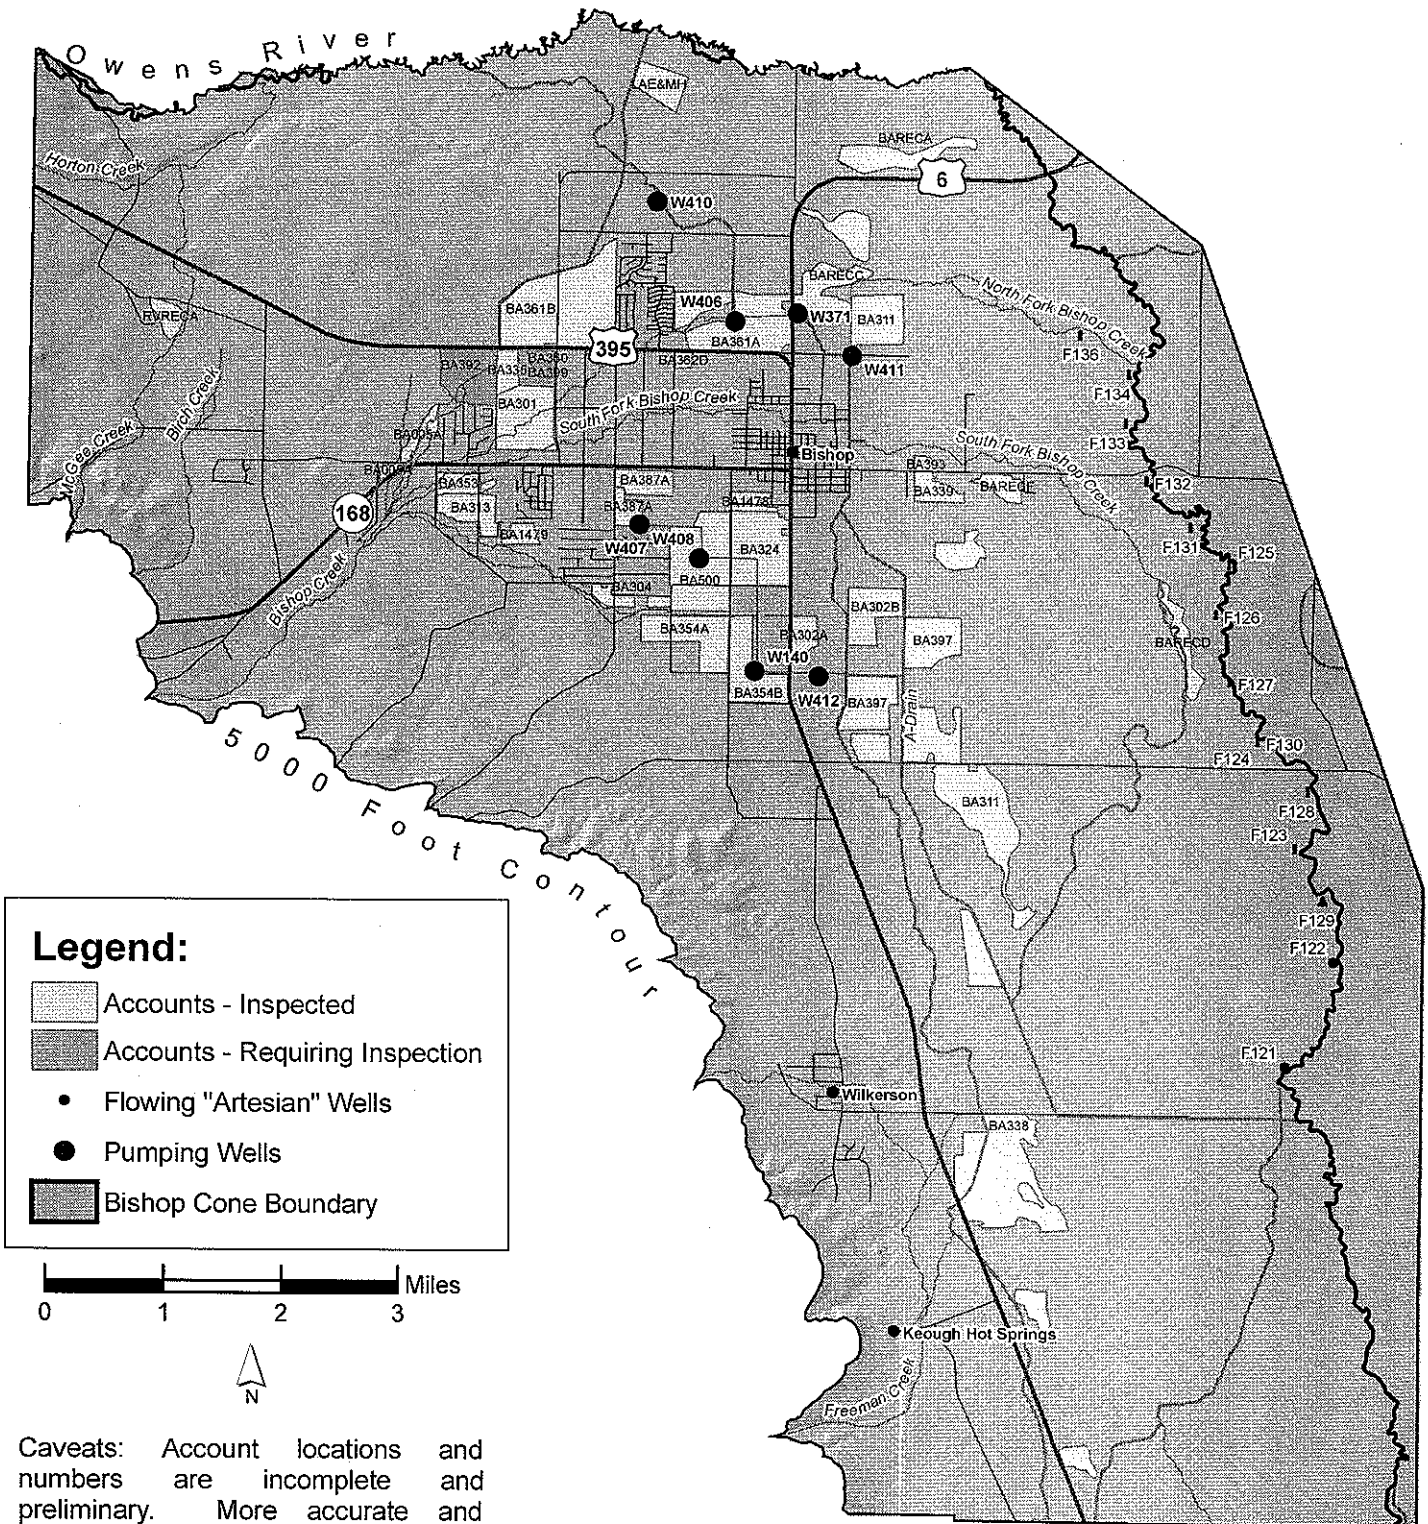 Owens River
AE&MH
BARECA
Horton Creek
6
W410
BARECC
North Fork Bishop Creek
RVRECA
BA361B
W406
W371
BA311
BA361A
395
F136
W411
BA362D
BA392
BA335
BA309
F134
McGee Creek
Birch Creek
BA301
South Fork Bishop Creek
BA005A
F133
South Fork Bishop Creek
Bishop
BA393
BA353
BA387A
BA339
BARECE
F132
168
BA313
BA387A
BA1478
BA1479
W407
W408
BA324
F131
F125
Bishop Creek
BA500
BA304
BA302B
F126
BA354A
BA302A
BA397
BARECD
W140
F127
BA354B
W412
BA397
A-Drain
5000 Foot Contour
F130
F124
BA311
F128
F123
F129
F122
F121
Wilkerson
BA338
Keough Hot Springs
Freeman Creek
Legend:
Accounts - Inspected
Accounts - Requiring Inspection
Flowing "Artesian" Wells
Pumping Wells
Bishop Cone Boundary
Miles
0 1 2 3
N
Caveats: Account locations and
numbers are incomplete and
preliminary. More accurate and